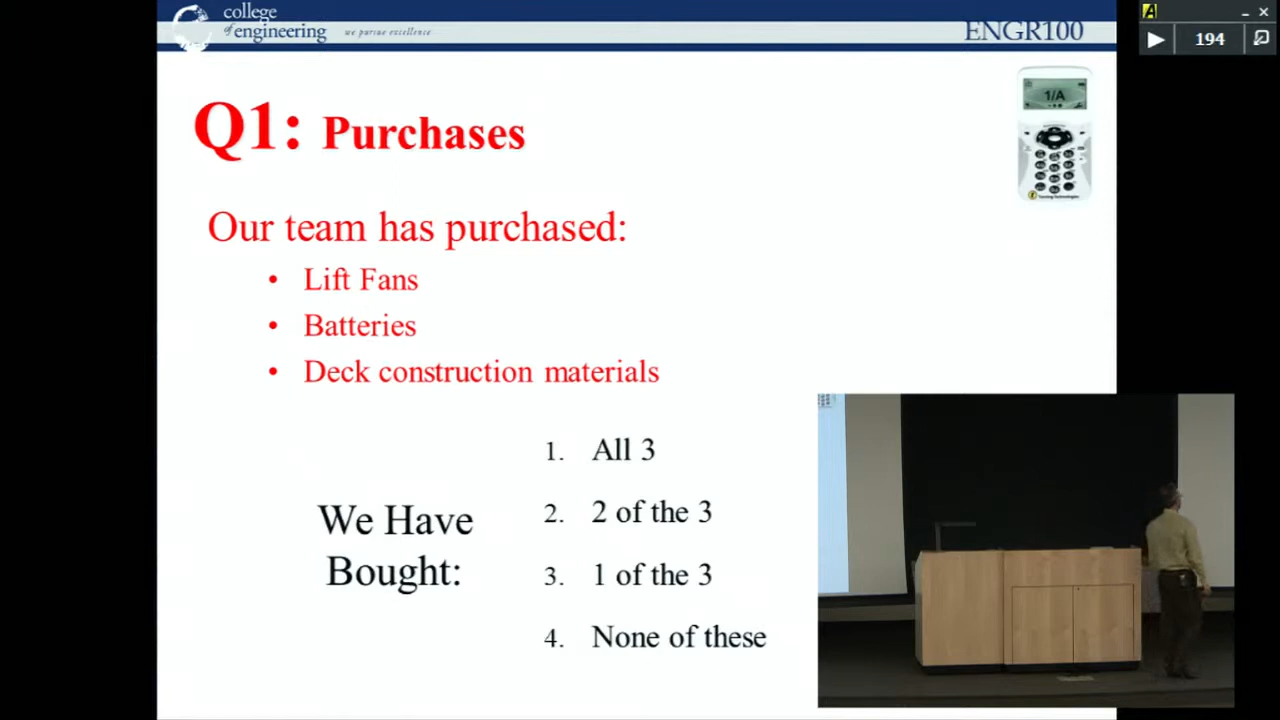 college
of engineering
we pursue excellence
ENGR100
194
1/A
Q1: Purchases
Our team has purchased:
• Lift Fans
• Batteries
• Deck construction materials
We Have
Bought:
1. All 3
2. 2 of the 3
3. 1 of the 3
4. None of these